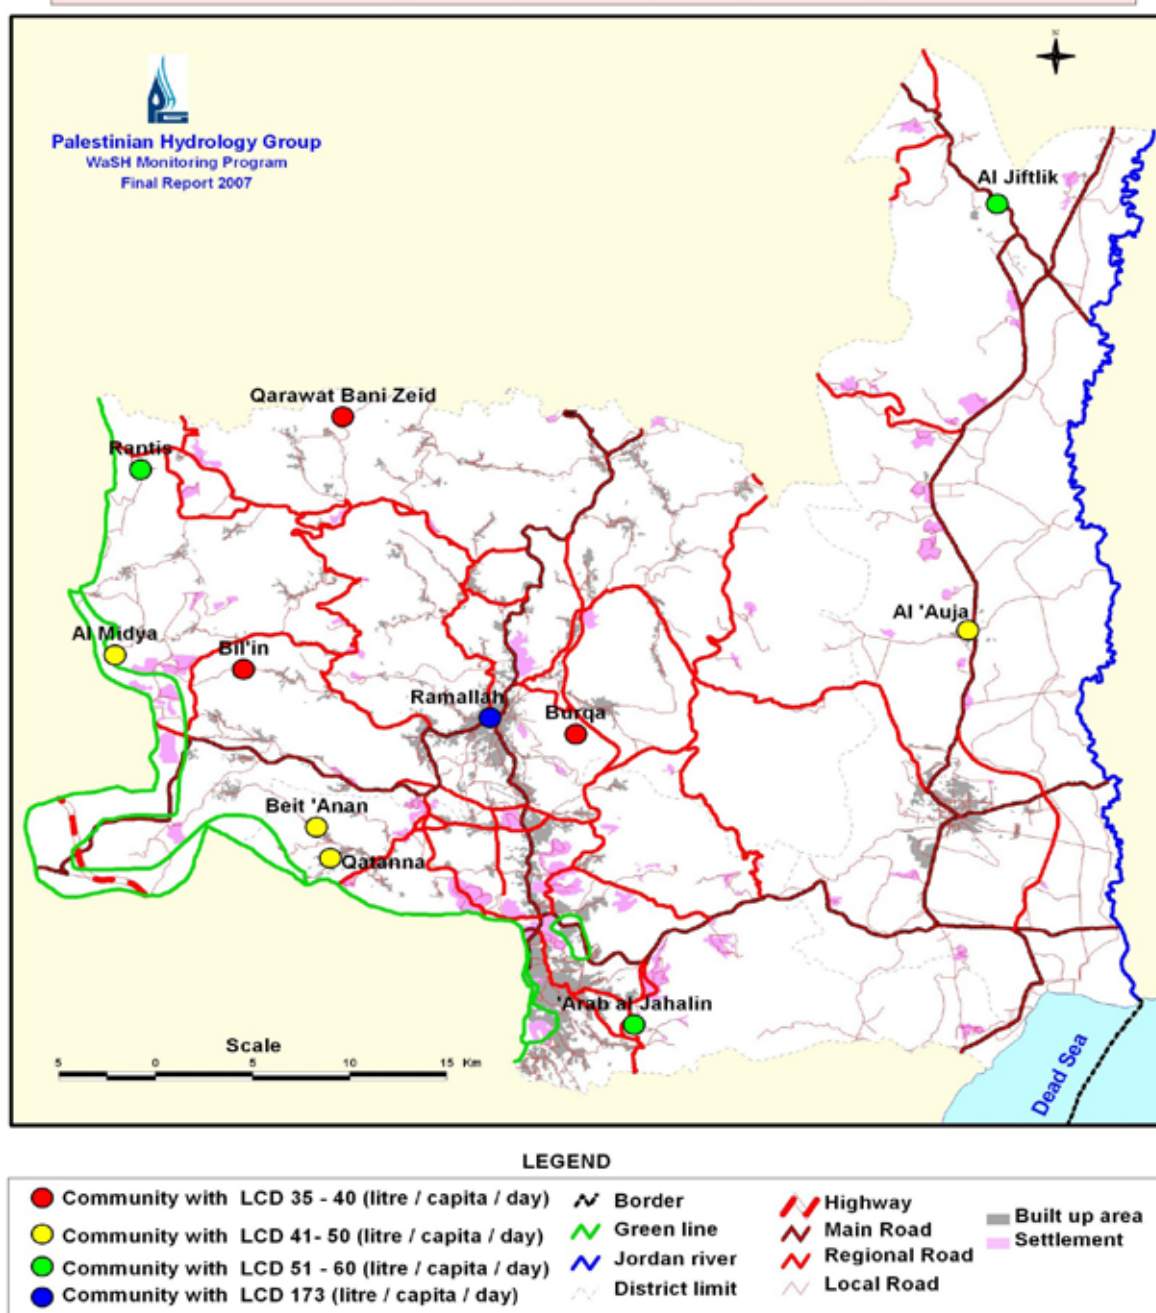 N
Palestinian Hydrology Group
WaSH Monitoring Program
Final Report 2007
Al Jiftlik
Qarawat Bani Zeid
Rantis
Al 'Auja
Al Midya
Bil'in
Ramallah
Burqa
Beit 'Anan
Qatanna
'Arab al Jahalin
Scale
5 0 5 10 15 Km
Dead Sea
LEGEND
Community with LCD 35 - 40 (litre / capita / day)
Community with LCD 41- 50 (litre / capita / day)
Community with LCD 51 - 60 (litre / capita / day)
Community with LCD 173 (litre / capita / day)
Border
Green line
Jordan river
District limit
Highway
Main Road
Regional Road
Local Road
Built up area
Settlement